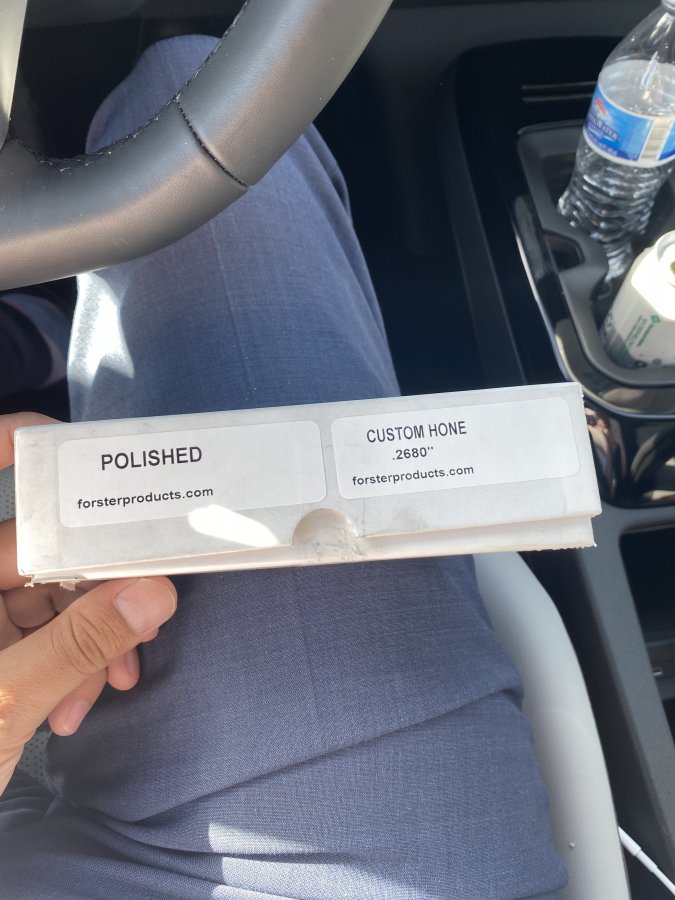 POLISHED
forsterproducts.com
CUSTOM HONE
.2680"
forsterproducts.com